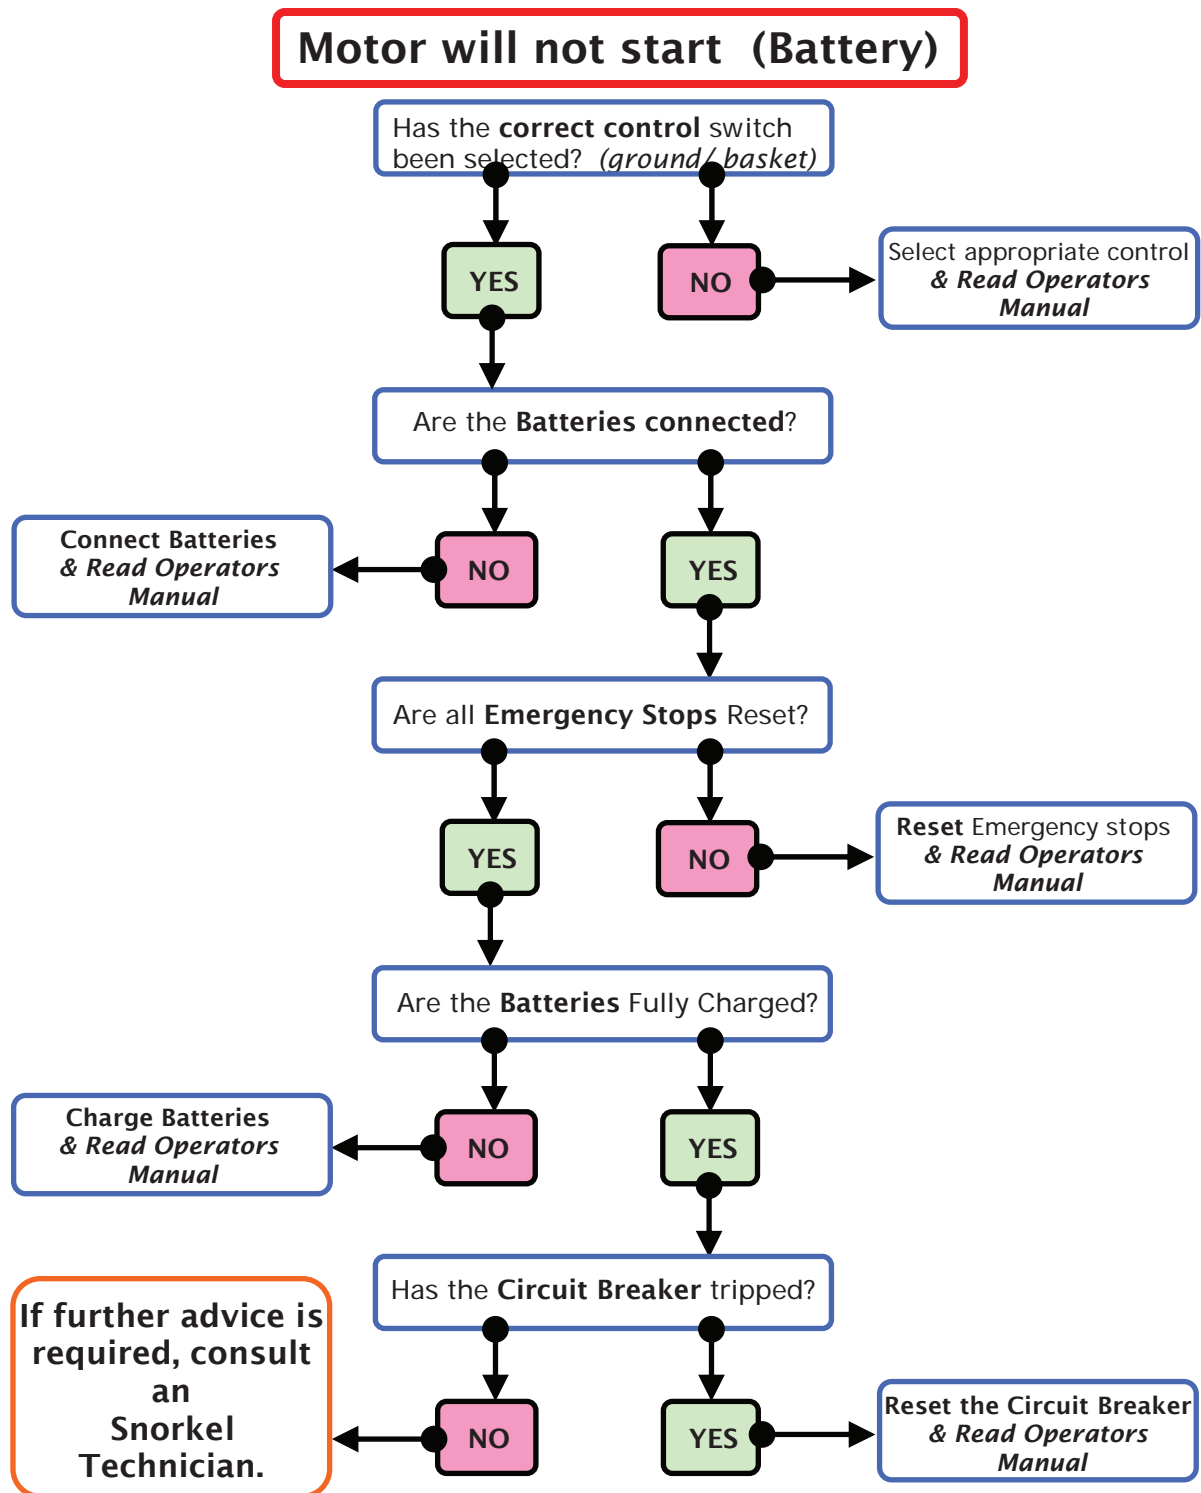 Motor will not start (Battery)
Has the correct control switch
been selected? (ground/ basket)
YES
NO
Select appropriate control
& Read Operators
Manual
Are the Batteries connected?
Connect Batteries
& Read Operators
Manual
NO
YES
Are all Emergency Stops Reset?
YES
NO
Reset Emergency stops
& Read Operators
Manual
Are the Batteries Fully Charged?
Charge Batteries
& Read Operators
Manual
NO
YES
Has the Circuit Breaker tripped?
If further advice is
required, consult
an
Snorkel
Technician.
NO
YES
Reset the Circuit Breaker
& Read Operators
Manual